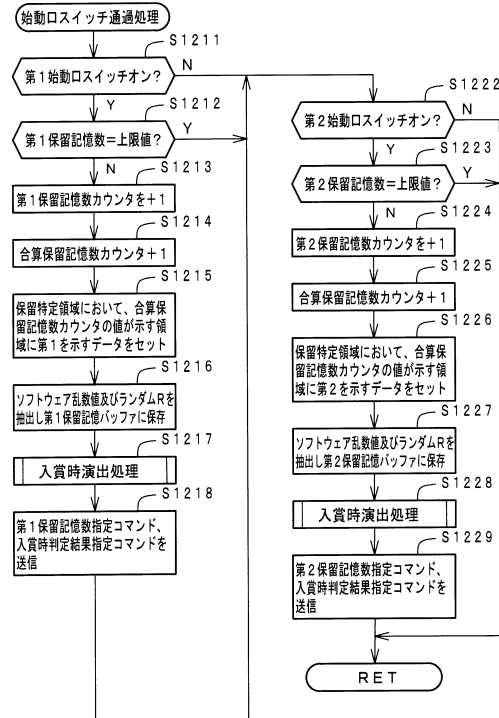 始動口スイッチ通過処理
S1211
第1始動口スイッチオン?
N
Y
S1212
第1保留記憶数=上限値?
Y
N
S1213
第1保留記憶数カウンタを+1
S1214
合算保留記憶数カウンタ+1
S1215
保留特定領域において、合算保
留記憶数カウンタの値が示す領
域に第1を示すデータをセット
S1216
ソフトウェア乱数値及びランダムRを
抽出し第1保留記憶バッファに保存
S1217
入賞時演出処理
S1218
第1保留記憶数指定コマンド、
入賞時判定結果指定コマンドを
送信
S1222
第2始動口スイッチオン?
N
Y
S1223
第2保留記憶数=上限値?
Y
N
S1224
第2保留記憶数カウンタを+1
S1225
合算保留記憶数カウンタ+1
S1226
保留特定領域において、合算保
留記憶数カウンタの値が示す領
域に第2を示すデータをセット
S1227
ソフトウェア乱数値及びランダムRを
抽出し第2保留記憶バッファに保存
S1228
入賞時演出処理
S1229
第2保留記憶数指定コマンド、
入賞時判定結果指定コマンドを
送信
RET